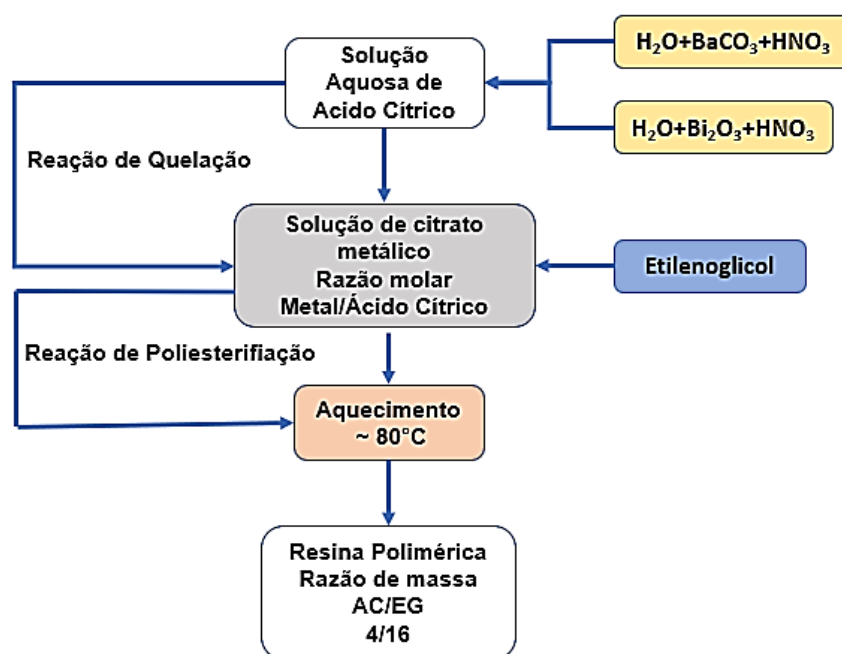 Solução
Aquosa de
Acido Cítrico
H₂O+BaCO₃+HNO₃
H₂O+Bi₂O₃+HNO₃
Reação de Quelação
Solução de citrato
metálico
Razão molar
Metal/Ácido Cítrico
Etilenoglicol
Reação de Poliesterifiação
Aquecimento
~ 80°C
Resina Polimérica
Razão de massa
AC/EG
4/16